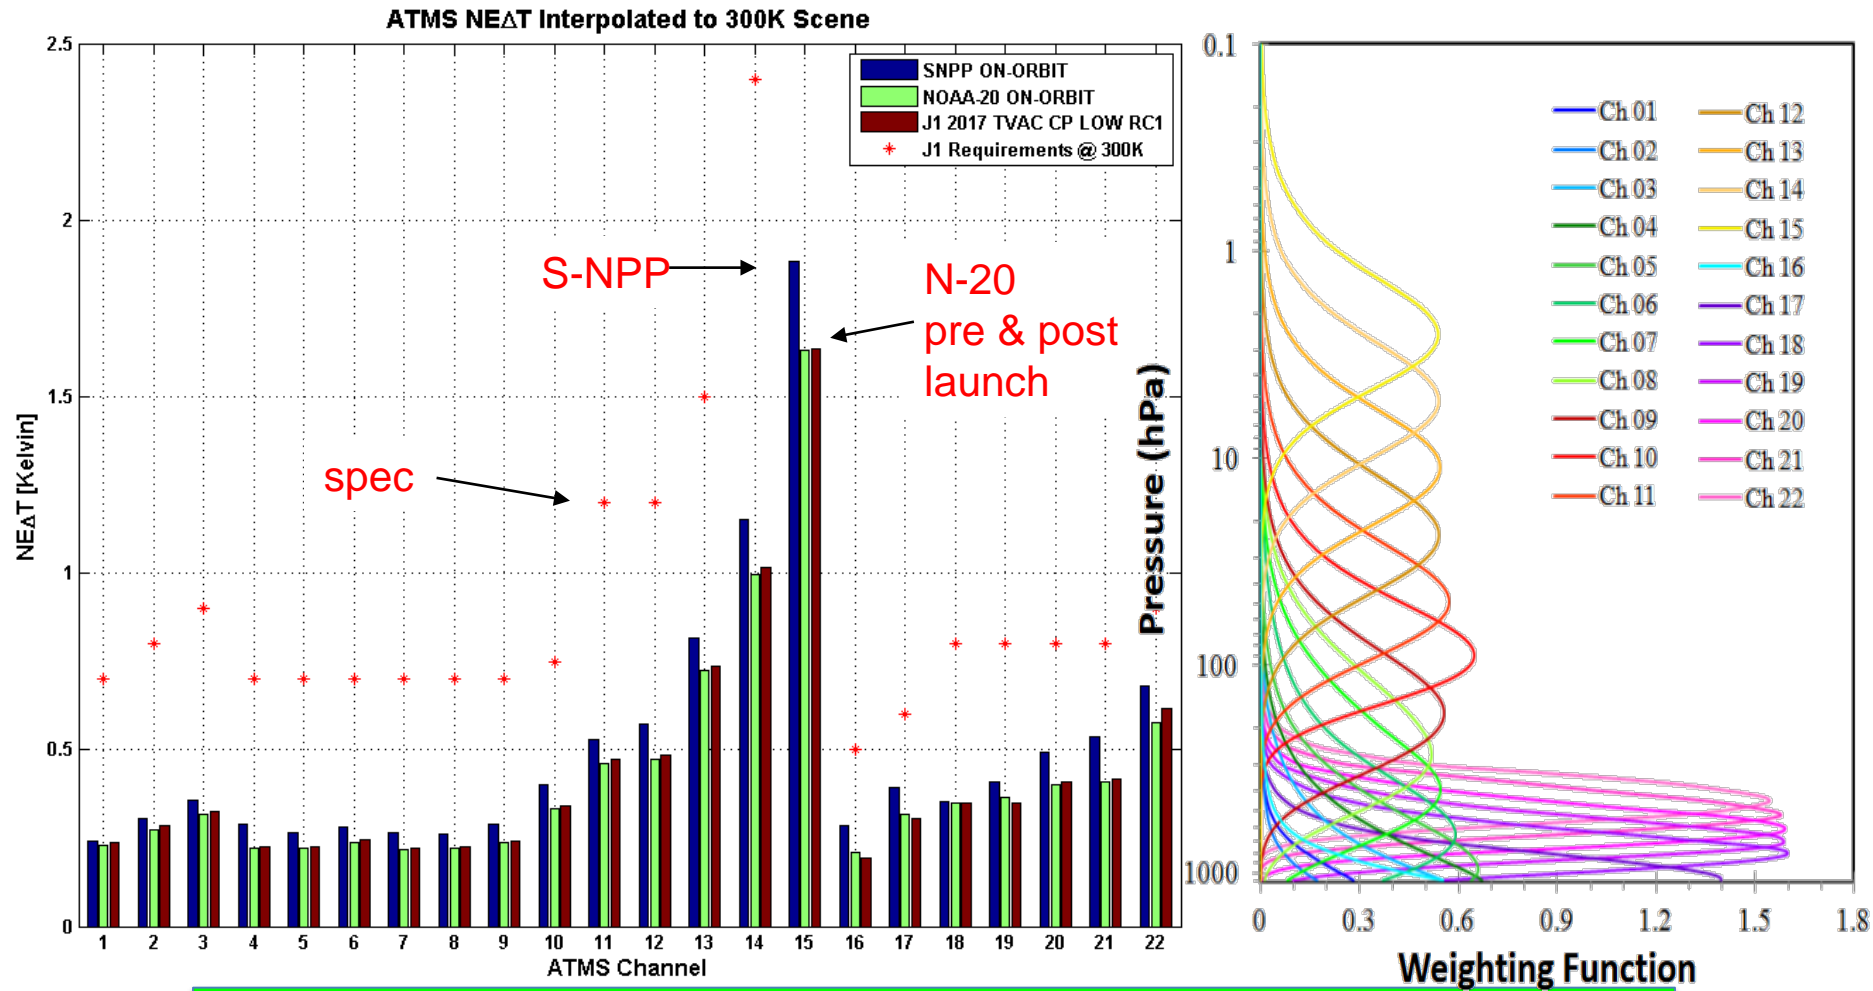 ATMS NEΔT Interpolated to 300K Scene
2.5
2
1.5
1
0.5
0
NEΔT [Kelvin]
SNPP ON-ORBIT
NOAA-20 ON-ORBIT
J1 2017 TVAC CP LOW RC1
J1 Requirements @ 300K
S-NPP
N-20
pre & post
launch
spec
1 2 3 4 5 6 7 8 9 10 11 12 13 14 15 16 17 18 19 20 21 22
ATMS Channel
Pressure (hPa)
0.1
1
10
100
1000
Ch 01
Ch 02
Ch 03
Ch 04
Ch 05
Ch 06
Ch 07
Ch 08
Ch 09
Ch 10
Ch 11
Ch 12
Ch 13
Ch 14
Ch 15
Ch 16
Ch 17
Ch 18
Ch 19
Ch 20
Ch 21
Ch 22
0 0.3 0.6 0.9 1.2 1.5 1.8
Weighting Function